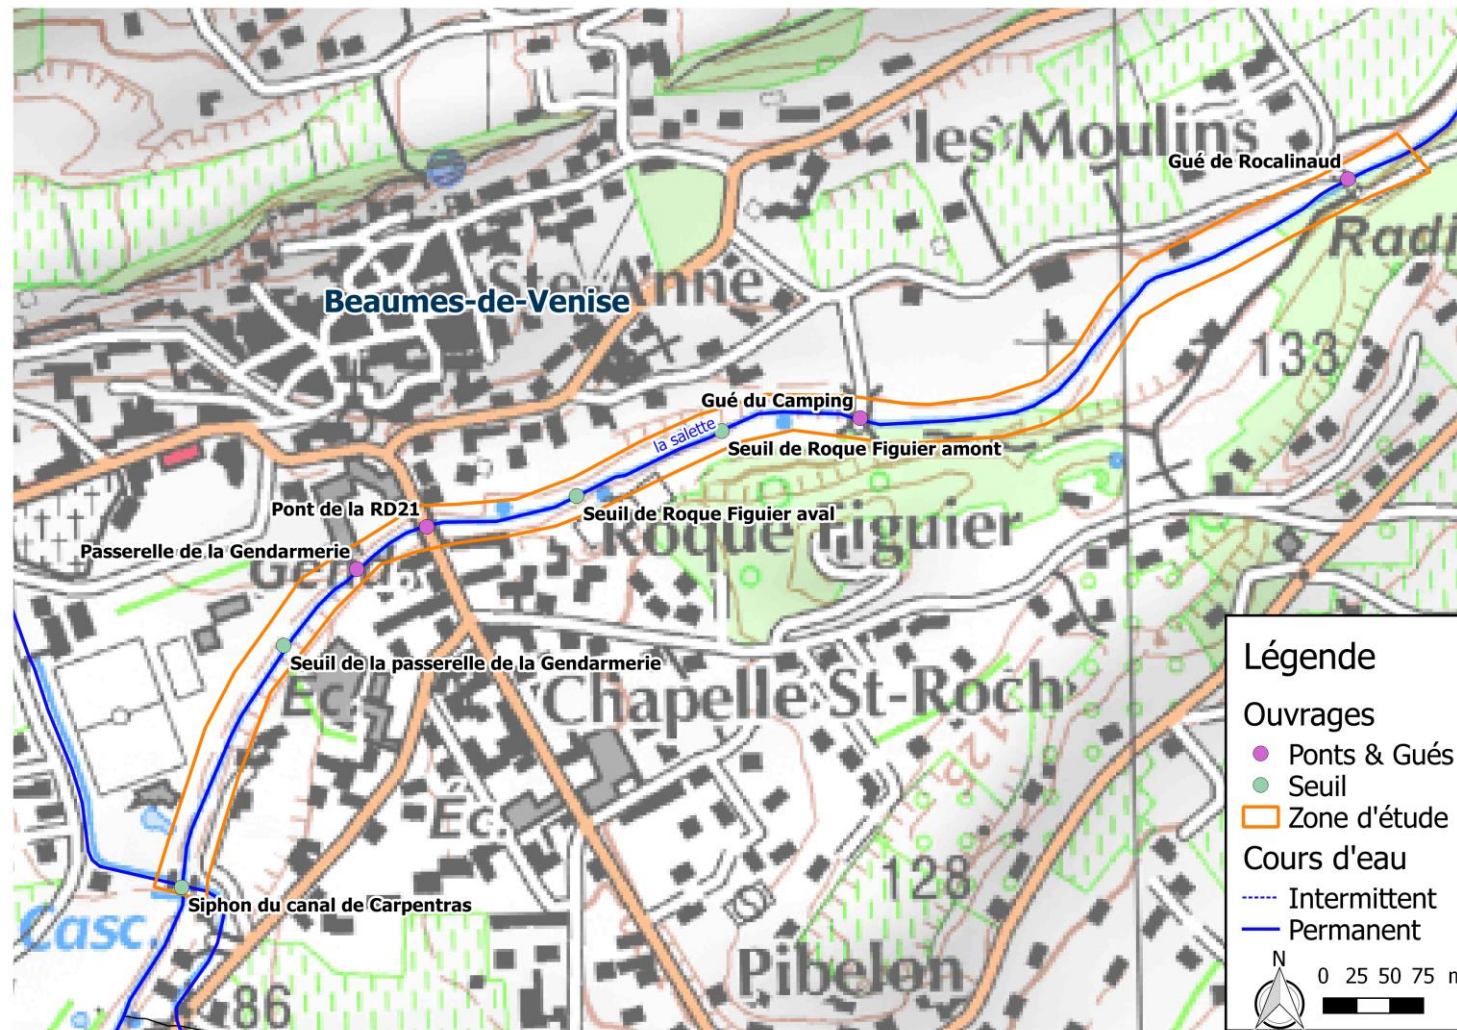 les Moulins
Gué de Rocalinaud
Radi
Ste Anne
Beaumes-de-Venise
133
Gué du Camping
la salette
Seuil de Roque Figuier amont
Pont de la RD21
Seuil de Roque Figuier aval
Roque Figuier
Passerelle de la Gendarmerie
Gend.
Seuil de la passerelle de la Gendarmerie
Éc.
Chapelle St-Roch
126
Éc.
128
Siphon du canal de Carpentras
Casc.
Pibelon
86
Légende
Ouvrages
Ponts & Gués
Seuil
Zone d'étude
Cours d'eau
Intermittent
Permanent
N
0 25 50 75 m